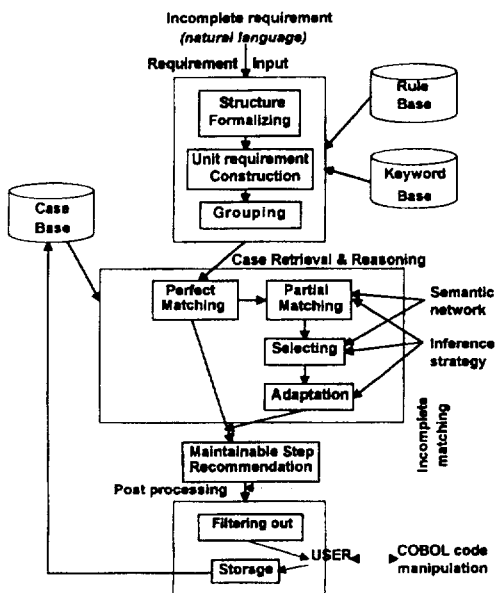 Incomplete requirement
(natural language)
Requirement Input
Structure
Formalizing
Rule
Base
Unit requirement
Construction
Keyword
Base
Grouping
Case
Base
Case Retrieval & Reasoning
Perfect
Matching
Partial
Matching
Semantic
network
Selecting
Inference
strategy
Adaptation
Incomplete
matching
Maintainable Step
Recommendation
Post processing
Filtering out
USER
COBOL code
manipulation
Storage